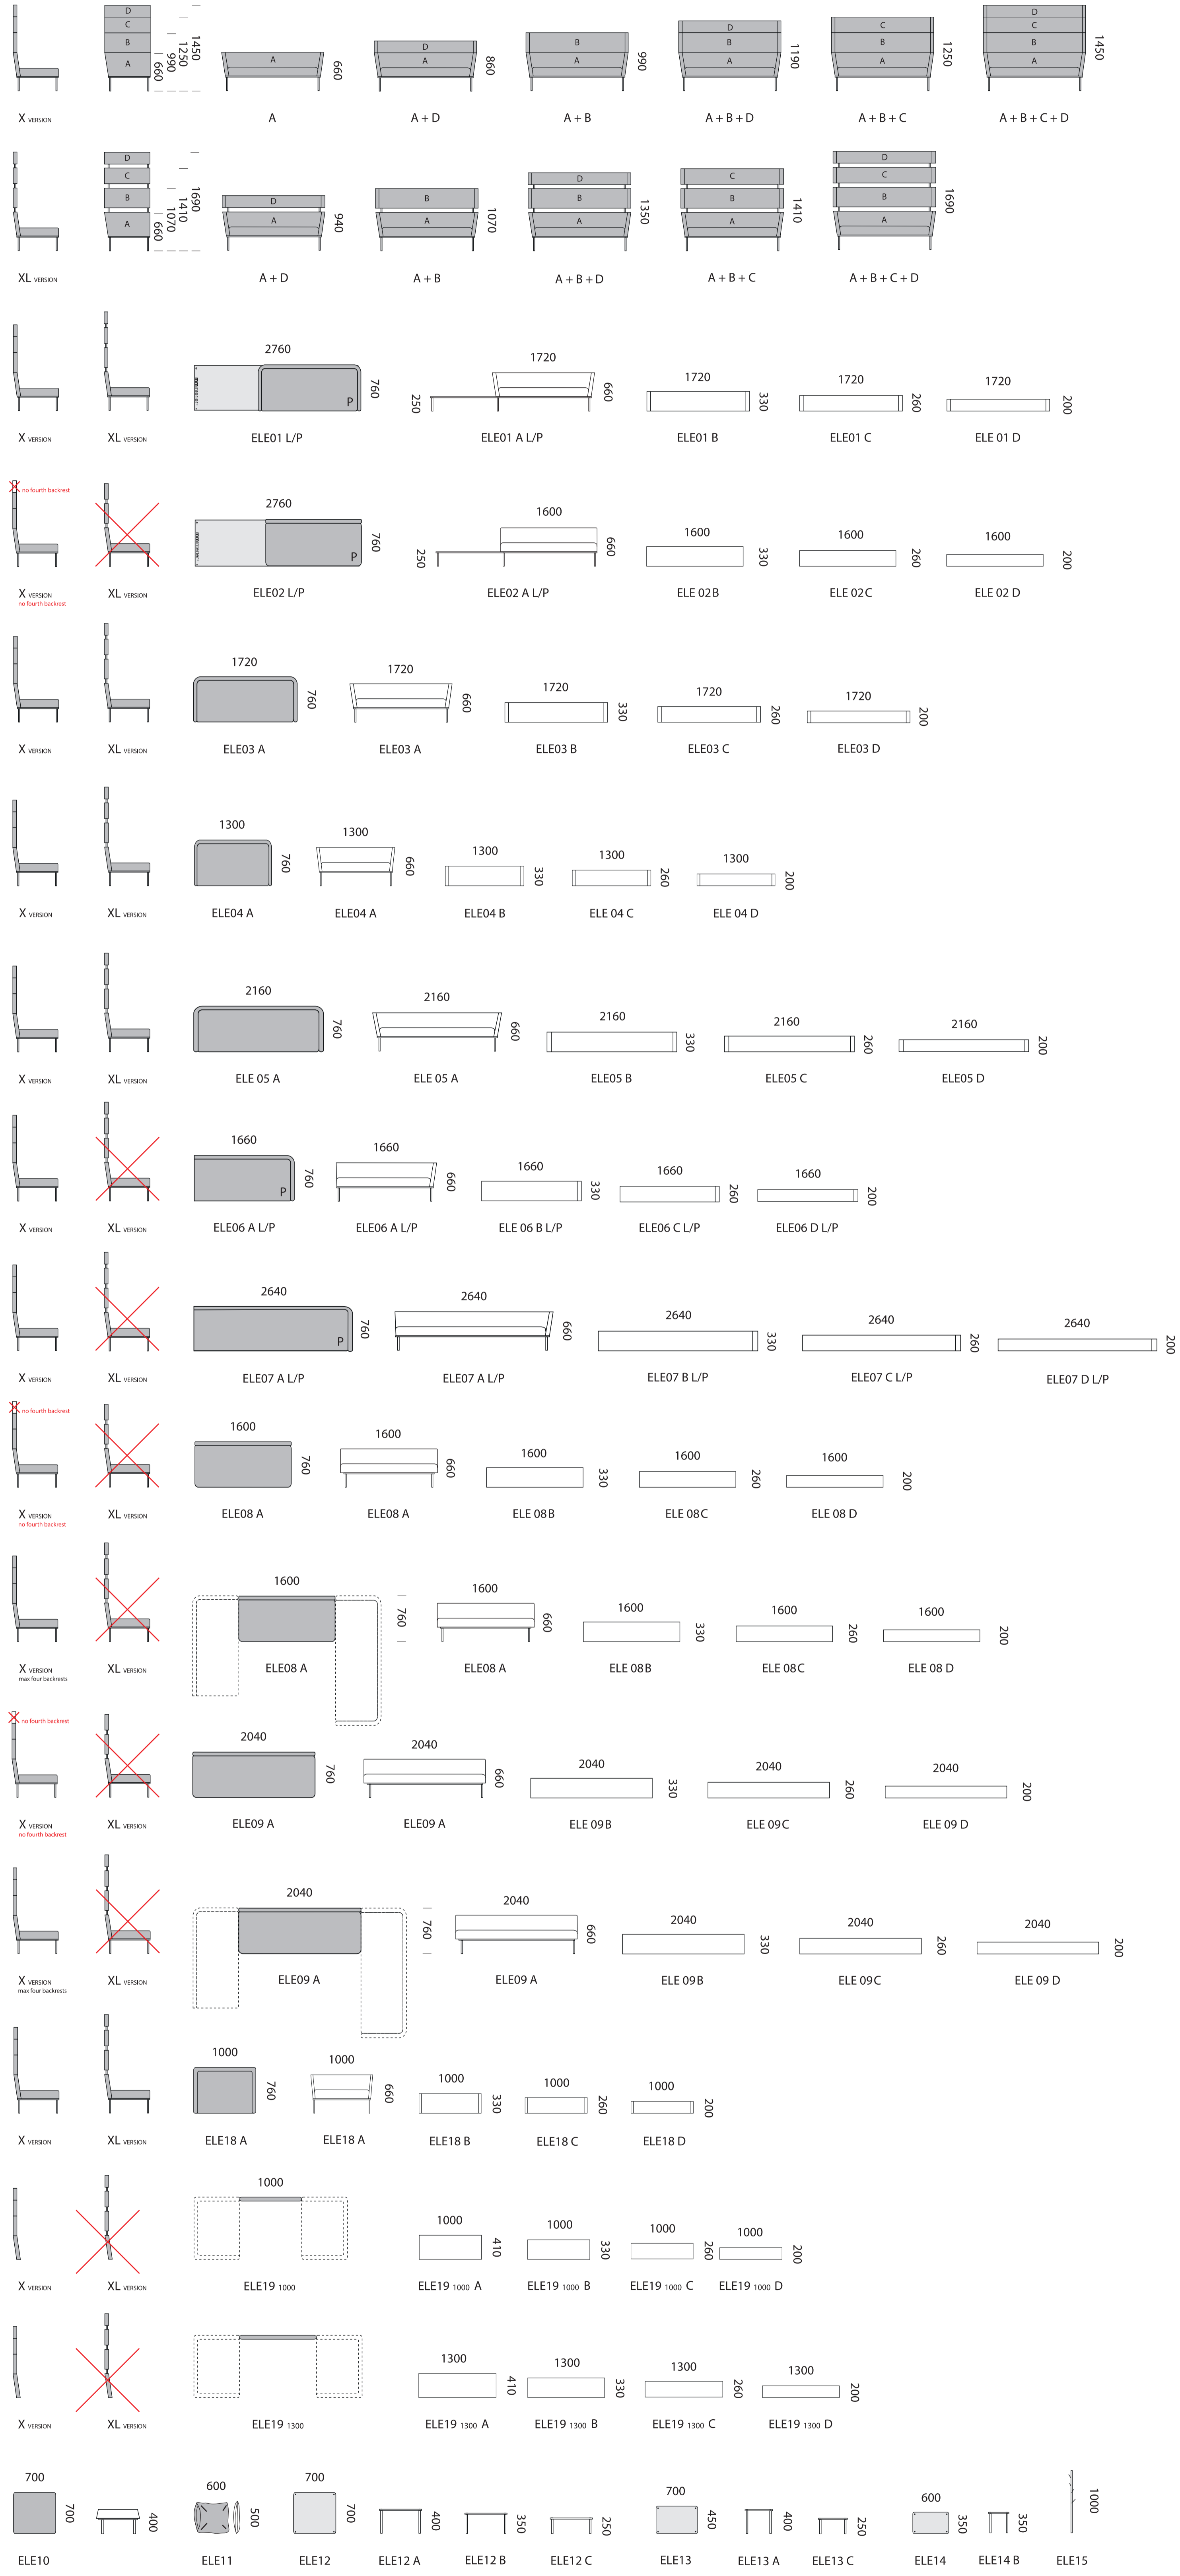 D C B A 660 990 1250 1450 A 660 D A 860 B A 990 D B A 1190 C B A 1250 D C B A 1450
X VERSION A A + D A + B A + B + D A + B + C A + B + C + D
D C B A 660 1070 1410 1690 D A 940 B A 1070 D B A 1350 C B A 1410 D C B A 1690
XL VERSION A + D A + B A + B + D A + B + C A + B + C + D
2760 760 P 250 1720 660 1720 330 1720 260 1720 200
X VERSION XL VERSION ELE01 L/P ELE01 A L/P ELE01 B ELE01 C ELE 01 D
no fourth backrest 2760 760 P 250 1600 660 1600 330 1600 260 1600 200
X VERSION XL VERSION ELE02 L/P ELE02 A L/P ELE 02B ELE 02C ELE 02 D
no fourth backrest
1720 760 1720 660 1720 330 1720 260 1720 200
X VERSION XL VERSION ELE03 A ELE03 A ELE03 B ELE03 C ELE03 D
1300 760 1300 660 1300 330 1300 260 1300 200
X VERSION XL VERSION ELE04 A ELE04 A ELE04 B ELE 04 C ELE 04 D
2160 760 2160 660 2160 330 2160 260 2160 200
X VERSION XL VERSION ELE 05 A ELE 05 A ELE05 B ELE05 C ELE05 D
1660 760 P 1660 660 1660 330 1660 260 1660 200
X VERSION XL VERSION ELE06 A L/P ELE06 A L/P ELE 06 B L/P ELE06 C L/P ELE06 D L/P
2640 760 P 2640 660 2640 330 2640 260 2640 200
X VERSION XL VERSION ELE07 A L/P ELE07 A L/P ELE07 B L/P ELE07 C L/P ELE07 D L/P
no fourth backrest 1600 760 1600 660 1600 330 1600 260 1600 200
X VERSION XL VERSION ELE08 A ELE08 A ELE 08B ELE 08C ELE 08 D
no fourth backrest
1600 760 1600 660 1600 330 1600 260 1600 200
X VERSION XL VERSION ELE08 A ELE08 A ELE 08B ELE 08C ELE 08 D
max four backrests
no fourth backrest 2040 760 2040 660 2040 330 2040 260 2040 200
X VERSION XL VERSION ELE09 A ELE09 A ELE 09B ELE 09C ELE 09 D
no fourth backrest
2040 760 2040 660 2040 330 2040 260 2040 200
X VERSION XL VERSION ELE09 A ELE09 A ELE 09B ELE 09C ELE 09 D
max four backrests
1000 760 1000 660 1000 330 1000 260 1000 200
X VERSION XL VERSION ELE18 A ELE18 A ELE18 B ELE18 C ELE18 D
1000 1000 410 1000 330 1000 260 1000 200
X VERSION XL VERSION ELE19 1000 ELE19 1000 A ELE19 1000 B ELE19 1000 C ELE19 1000 D
1300 410 1300 330 1300 260 1300 200
X VERSION XL VERSION ELE19 1300 ELE19 1300 A ELE19 1300 B ELE19 1300 C ELE19 1300 D
700 700 400 600 500 700 700 400 350 250 700 450 400 250 600 350 350 1000
ELE10 ELE11 ELE12 ELE12 A ELE12 B ELE12 C ELE13 ELE13 A ELE13 C ELE14 ELE14 B ELE15